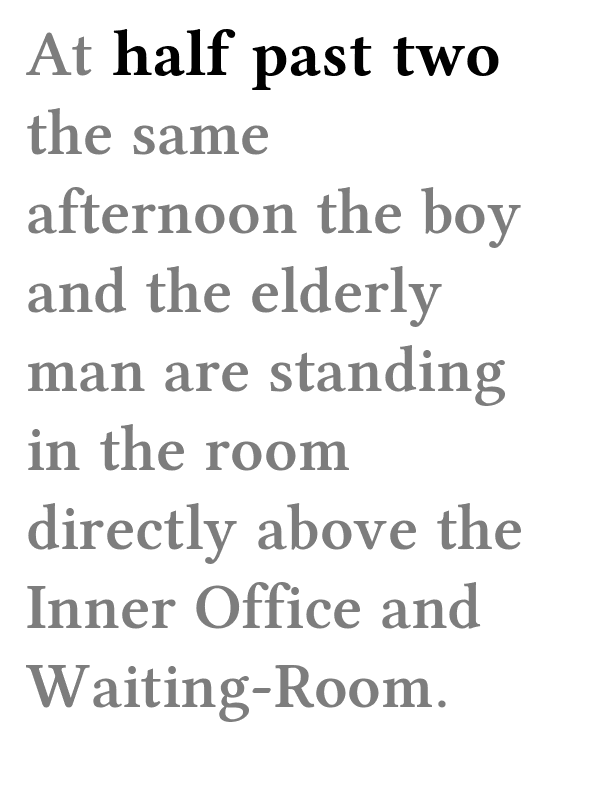 At half past two
the same
afternoon the boy
and the elderly
man are standing
in the room
directly above the
Inner Office and
Waiting-Room.